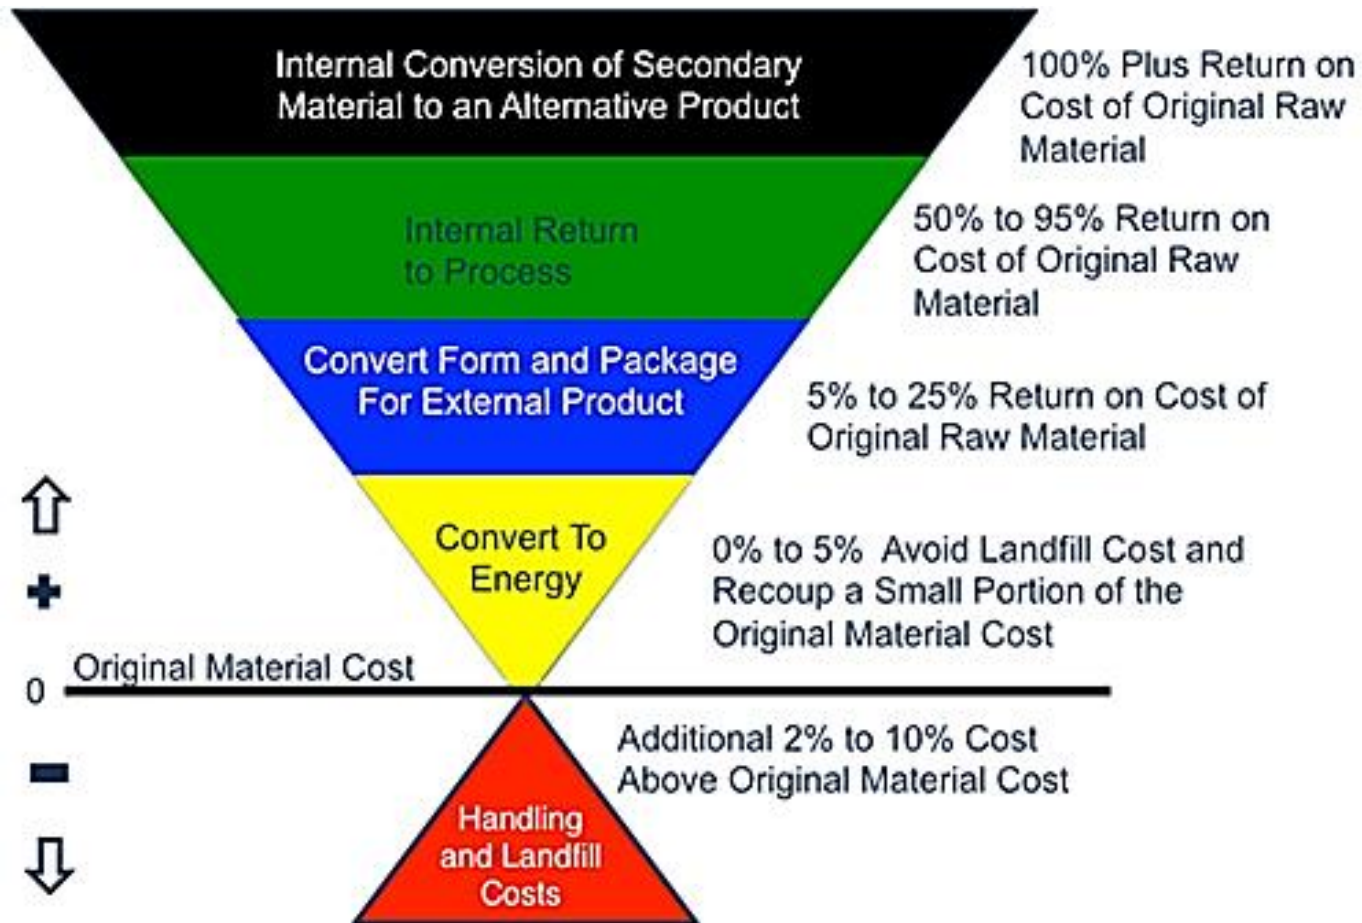 Internal Conversion of Secondary
Material to an Alternative Product
100% Plus Return on
Cost of Original Raw
Material
Internal Return
to Process
50% to 95% Return on
Cost of Original Raw
Material
Convert Form and Package
For External Product
5% to 25% Return on Cost of
Original Raw Material
Convert To
Energy
0% to 5% Avoid Landfill Cost and
Recoup a Small Portion of the
Original Material Cost
+
Original Material Cost
0
-
Additional 2% to 10% Cost
Above Original Material Cost
Handling
and Landfill
Costs